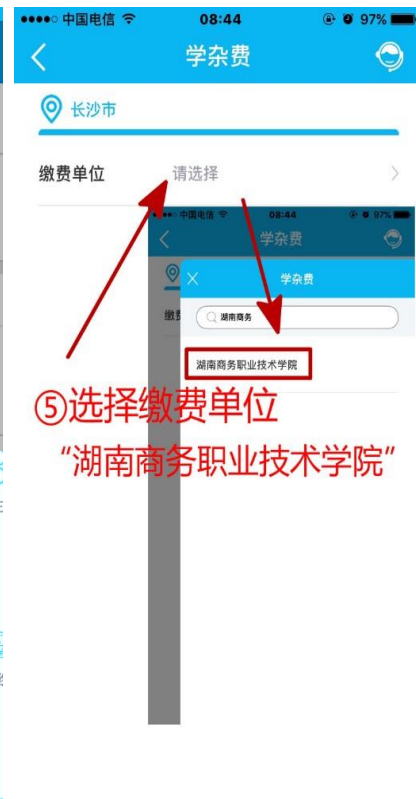 中国电信 08:44 97%
学杂费
长沙市
缴费单位 请选择
中国电信 08:44 97%
学杂费
学杂费
湖南商务
湖南商务职业技术学院
⑤选择缴费单位
“湖南商务职业技术学院”